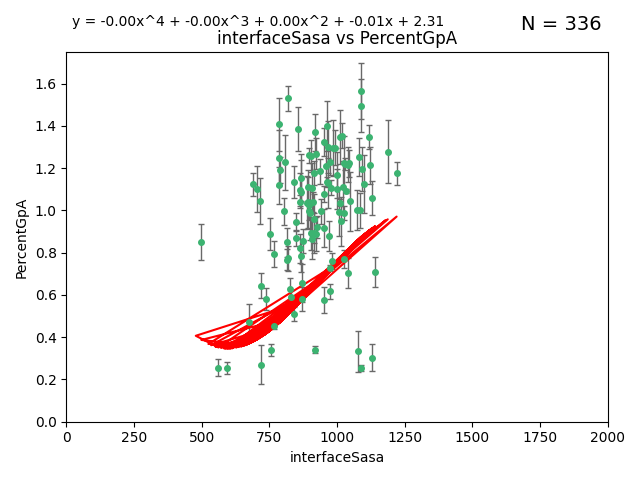 y = -0.00x^4 + -0.00x^3 + 0.00x^2 + -0.01x + 2.31
N = 336
interfaceSasa vs PercentGpA
PercentGpA
1.6
1.4
1.2
1.0
0.8
0.6
0.4
0.2
0.0
0 250 500 750 1000 1250 1500 1750 2000
interfaceSasa